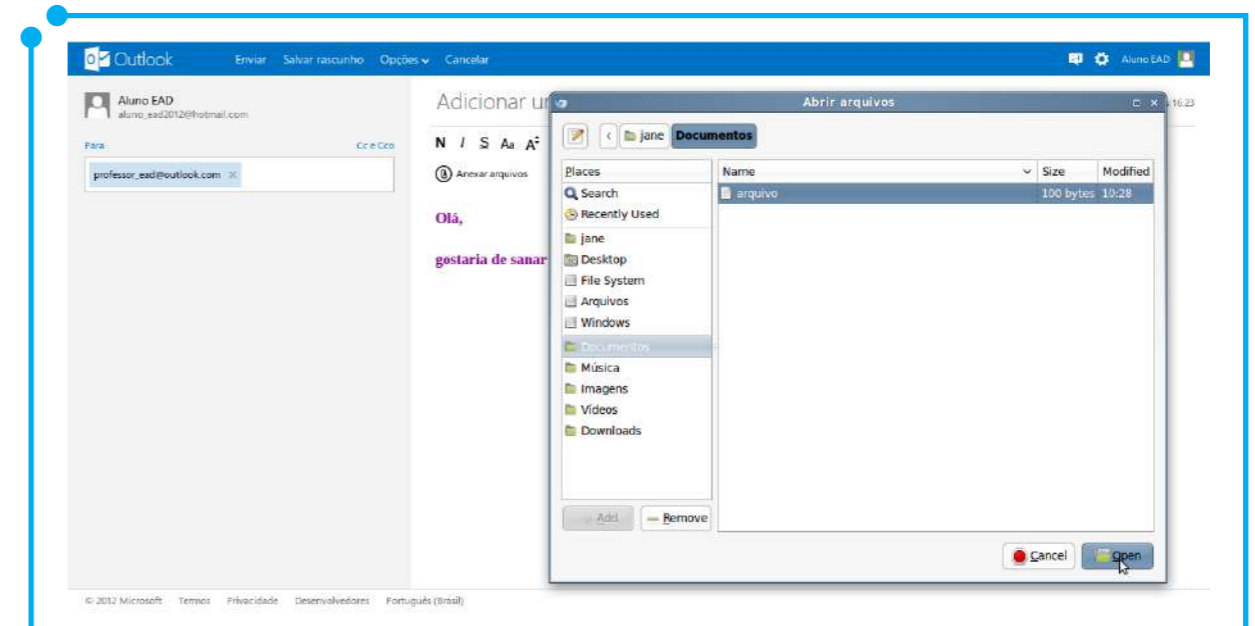 Outlook Enviar Salvar rascunho Opções Cancelar Aluno EAD
Aluno EAD
aluno_ead2012@hotmail.com
Para Cc e Cco
professor_ead@outlook.com
Adicionar u
16:23
N I S Aa A
Anexar arquivos
Olá,
gostaria de sanar
Abrir arquivos
jane Documentos
Places
Search
Recently Used
jane
Desktop
File System
Arquivos
Windows
Documentos
Música
Imagens
Vídeos
Downloads
Add Remove
Name Size Modified
arquivo 100 bytes 10:28
Cancel Open
© 2012 Microsoft Termos Privacidade Desenvolvedores Português (Brasil)